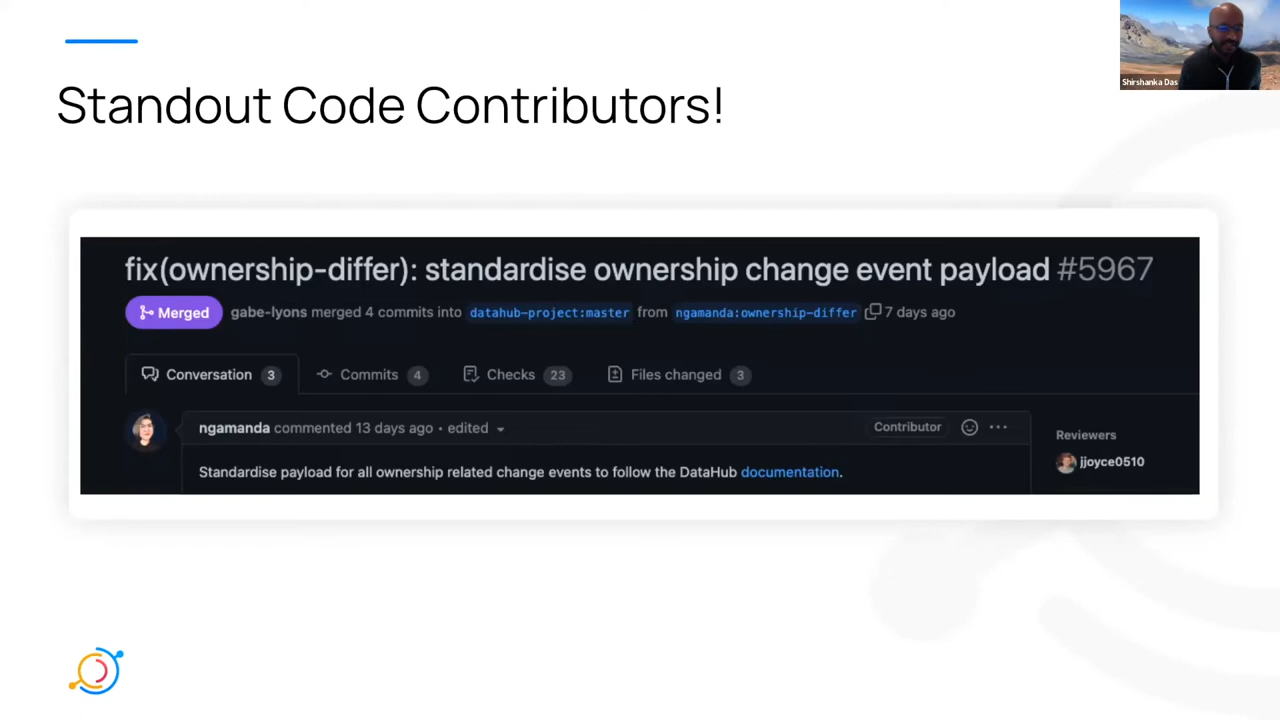 Shirshanka Das
Standout Code Contributors!
fix(ownership-differ): standardise ownership change event payload #5967
Merged gabe-lyons merged 4 commits into datahub-project:master from ngamanda:ownership-differ 7 days ago
Conversation 3 Commits 4 Checks 23 Files changed 3
ngamanda commented 13 days ago • edited Contributor
Reviewers
jjoyce0510
Standardise payload for all ownership related change events to follow the DataHub documentation.